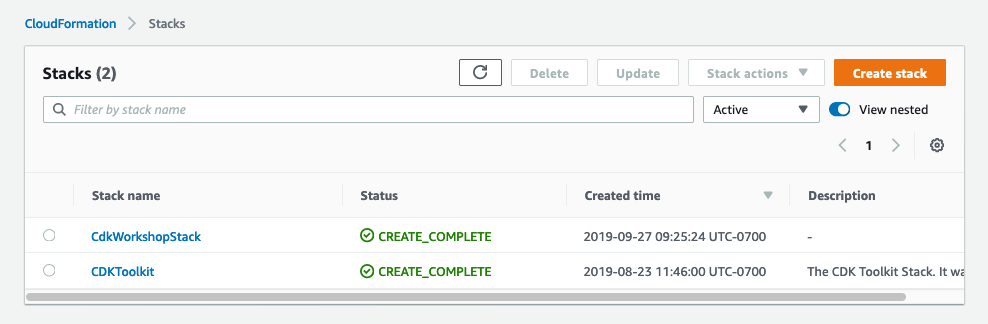 CloudFormation > Stacks
Stacks (2)
Delete
Update
Stack actions
Create stack
Filter by stack name
Active
View nested
1
Stack name Status Created time Description
CdkWorkshopStack CREATE_COMPLETE 2019-09-27 09:25:24 UTC-0700 -
CDKToolkit CREATE_COMPLETE 2019-08-23 11:46:00 UTC-0700 The CDK Toolkit Stack. It